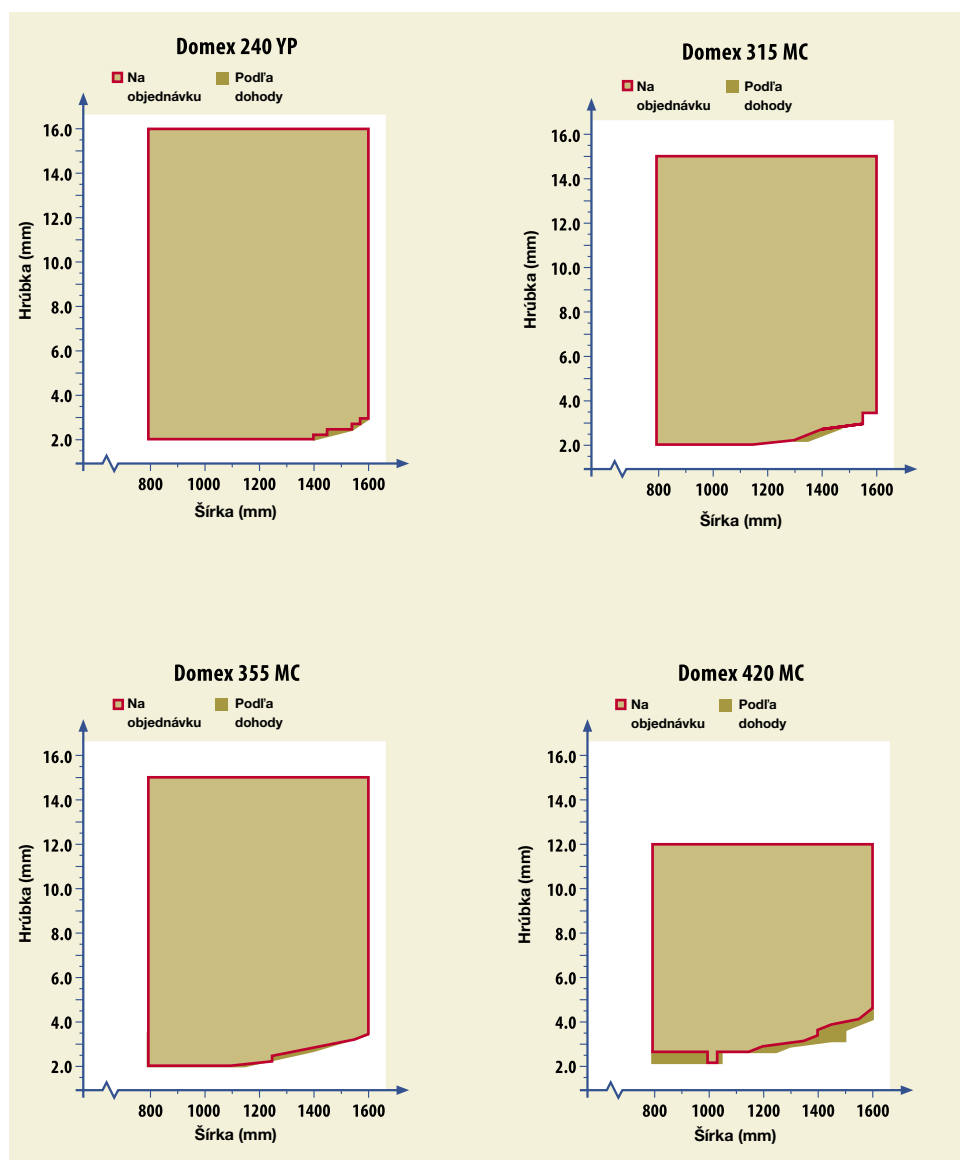 Domex 240 YP
Na objednávku
Podľa dohody
Hrúbka (mm)
16.0
14.0
12.0
10.0
8.0
6.0
4.0
2.0
800 1000 1200 1400 1600
Šírka (mm)
Domex 315 MC
Na objednávku
Podľa dohody
Hrúbka (mm)
16.0
14.0
12.0
10.0
8.0
6.0
4.0
2.0
800 1000 1200 1400 1600
Šírka (mm)
Domex 355 MC
Na objednávku
Podľa dohody
Hrúbka (mm)
16.0
14.0
12.0
10.0
8.0
6.0
4.0
2.0
800 1000 1200 1400 1600
Šírka (mm)
Domex 420 MC
Na objednávku
Podľa dohody
Hrúbka (mm)
16.0
14.0
12.0
10.0
8.0
6.0
4.0
2.0
800 1000 1200 1400 1600
Šírka (mm)